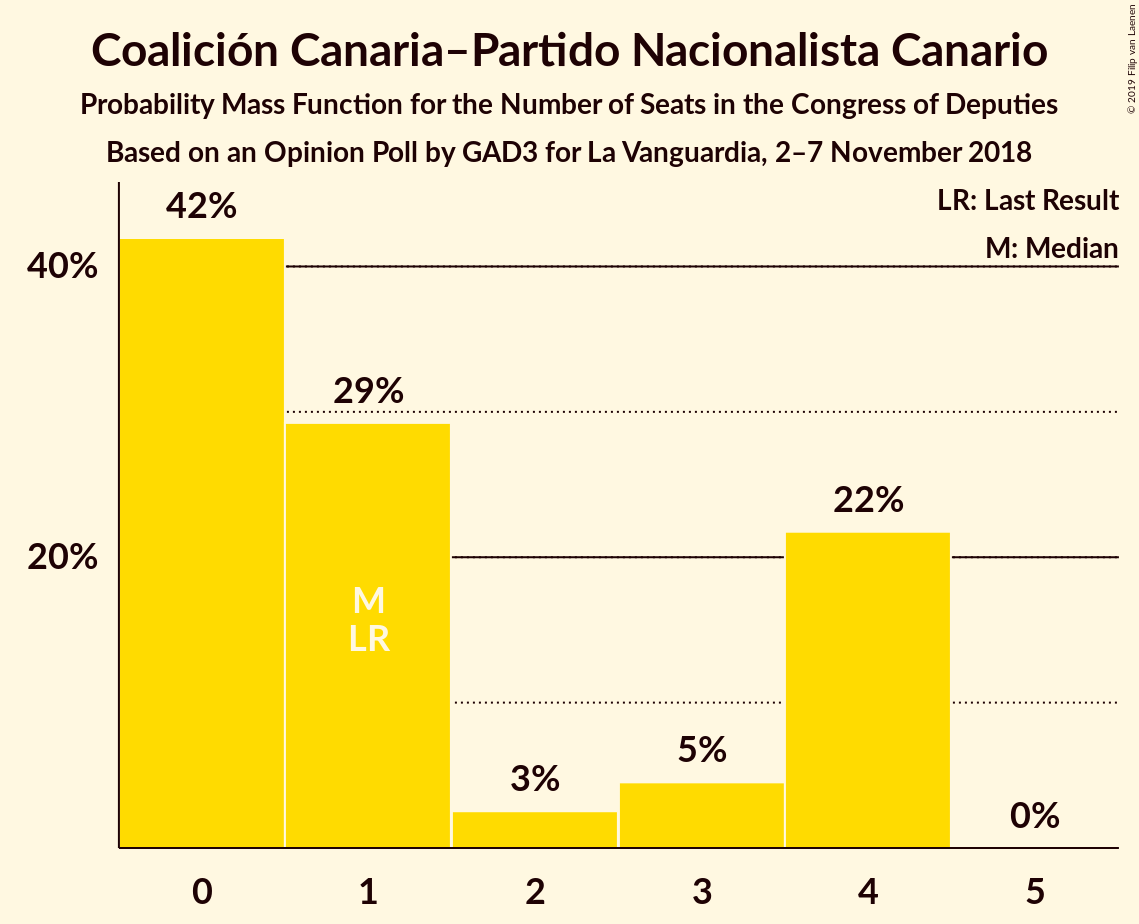 Coalición Canaria–Partido Nacionalista Canario
Probability Mass Function for the Number of Seats in the Congress of Deputies
Based on an Opinion Poll by GAD3 for La Vanguardia, 2–7 November 2018
© 2019 Filip van Laenen
LR: Last Result
M: Median
42%
40%
29%
22%
20%
M
LR
5%
3%
0%
0 1 2 3 4 5